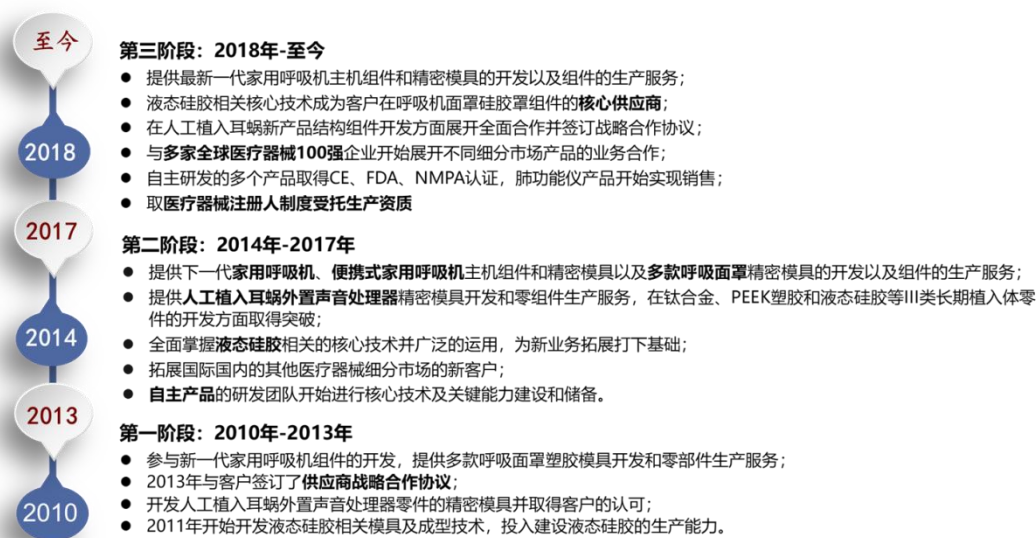 至今
第三阶段：2018年-至今
● 提供最新一代家用呼吸机主机组件和精密模具的开发以及组件的生产服务；
● 液态硅胶相关核心技术成为客户在呼吸机面罩硅胶罩组件的核心供应商；
● 在人工植入耳蜗新产品结构组件开发方面展开全面合作并签订战略合作协议；
2018
● 与多家全球医疗器械100强企业开始展开不同细分市场产品的业务合作；
● 自主研发的多个产品取得CE、FDA、NMPA认证，肺功能仪产品开始实现销售；
● 取医疗器械注册人制度受托生产资质
2017
第二阶段：2014年-2017年
● 提供下一代家用呼吸机、便携式家用呼吸机主机组件和精密模具以及多款呼吸面罩精密模具的开发以及组件的生产服务；
● 提供人工植入耳蜗外置声音处理器精密模具开发和零组件生产服务，在钛合金、PEEK塑胶和液态硅胶等III类长期植入体零
件的开发方面取得突破；
2014
● 全面掌握液态硅胶相关的核心技术并广泛的运用，为新业务拓展打下基础；
● 拓展国际国内的其他医疗器械细分市场的新客户；
● 自主产品的研发团队开始进行核心技术及关键能力建设和储备。
2013
第一阶段：2010年-2013年
● 参与新一代家用呼吸机组件的开发，提供多款呼吸面罩塑胶模具开发和零部件生产服务；
● 2013年与客户签订了供应商战略合作协议；
● 开发人工植入耳蜗外置声音处理器零件的精密模具并取得客户的认可；
2010
● 2011年开始开发液态硅胶相关模具及成型技术，投入建设液态硅胶的生产能力。